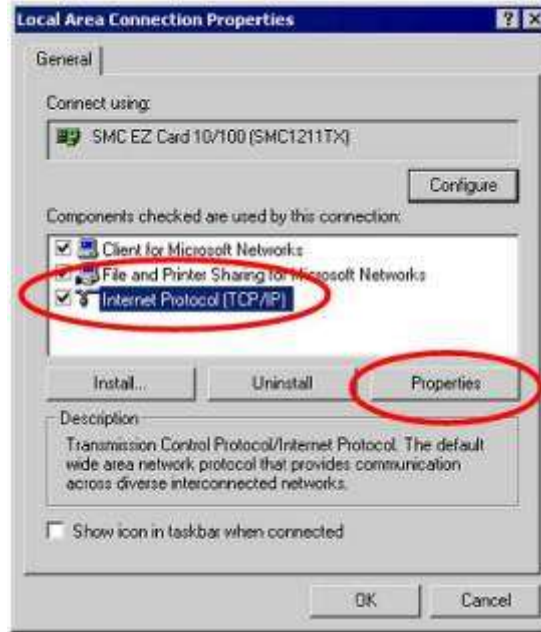 Local Area Connection Properties
General
Connect using:
SMC EZ Card 10/100 (SMC1211TX)
Configure
Components checked are used by this connection:
Client for Microsoft Networks
File and Printer Sharing for Microsoft Networks
Internet Protocol (TCP/IP)
Install...
Uninstall
Properties
Description
Transmission Control Protocol/Internet Protocol. The default
wide area network protocol that provides communication
across diverse interconnected networks.
Show icon in taskbar when connected
OK
Cancel